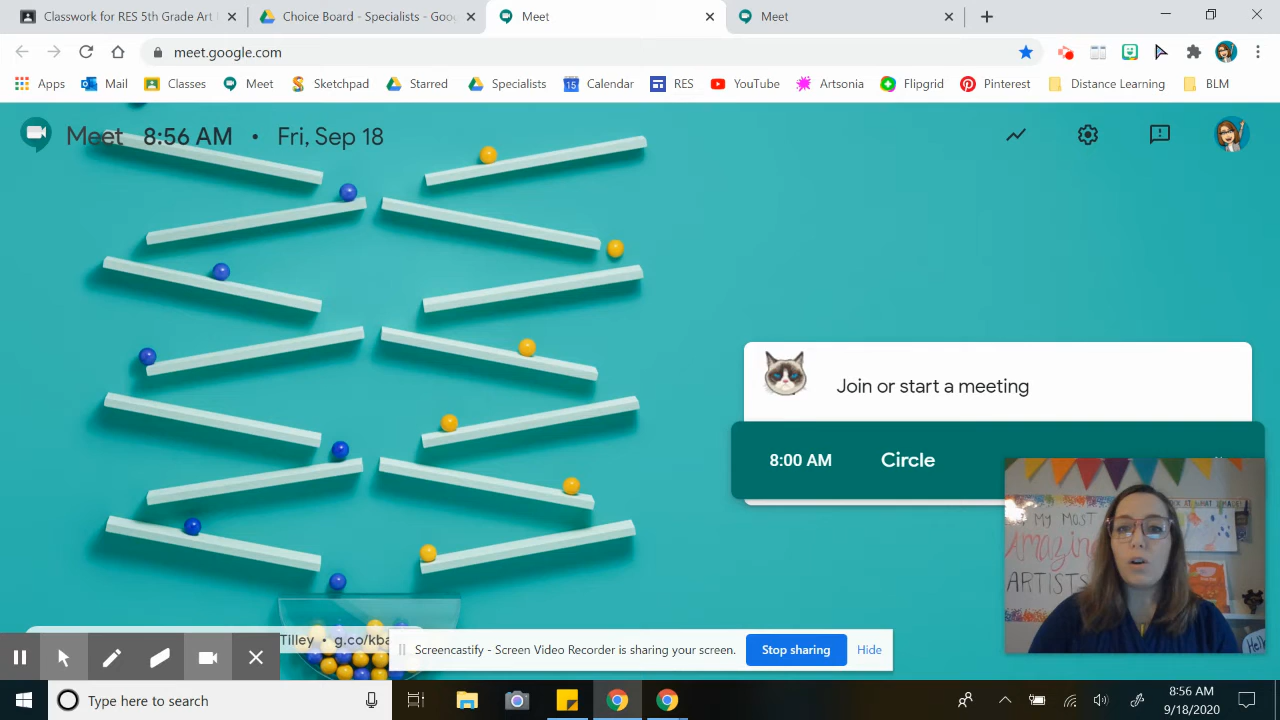 Classwork for RES 5th Grade Art
Choice Board - Specialists - Goo
Meet
Meet
meet.google.com
Apps Mail Classes Meet Sketchpad Starred Specialists Calendar RES YouTube Artsonia Flipgrid Pinterest Distance Learning BLM
Meet 8:56 AM • Fri, Sep 18
Join or start a meeting
8:00 AM Circle
MY MOST
Amazing
ARTISTS
Hello
Tilley • g.co/kba
Screencastify - Screen Video Recorder is sharing your screen. Stop sharing Hide
Type here to search
8:56 AM
9/18/2020